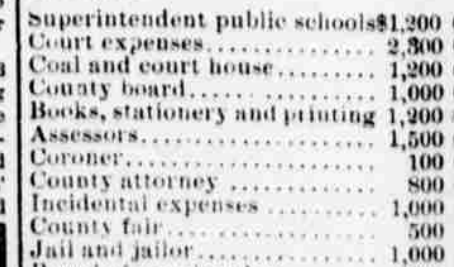 Superintendent public schools $1,200
Court expenses................ 2,300
Coal and court house......... 1,200
County board.................. 1,000
Books, stationery and printing 1,200
Assessors..................... 1,500
Coroner....................... 100
County attorney .............. 800
Incidental expenses .......... 1,000
County fair................... 500
Jail and jailor............... 1,000